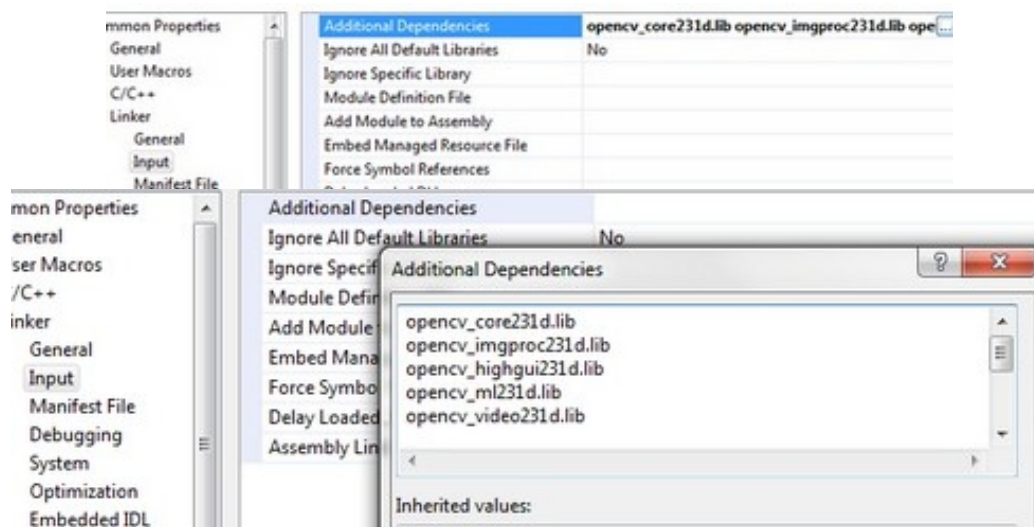 mmon Properties
General
User Macros
C/C++
Linker
General
Input
Manifest File
Additional Dependencies opencv_core231d.lib opencv_imgproc231d.lib ope...
Ignore All Default Libraries No
Ignore Specific Library
Module Definition File
Add Module to Assembly
Embed Managed Resource File
Force Symbol References
mon Properties
eneral
ser Macros
/C++
inker
General
Input
Manifest File
Debugging
System
Optimization
Embedded IDL
Additional Dependencies
Ignore All Default Libraries No
Ignore Specif
Module Defin
Add Module
Embed Mana
Force Symbo
Delay Loaded
Assembly Lin
Additional Dependencies
opencv_core231d.lib
opencv_imgproc231d.lib
opencv_highgui231d.lib
opencv_ml231d.lib
opencv_video231d.lib
Inherited values: